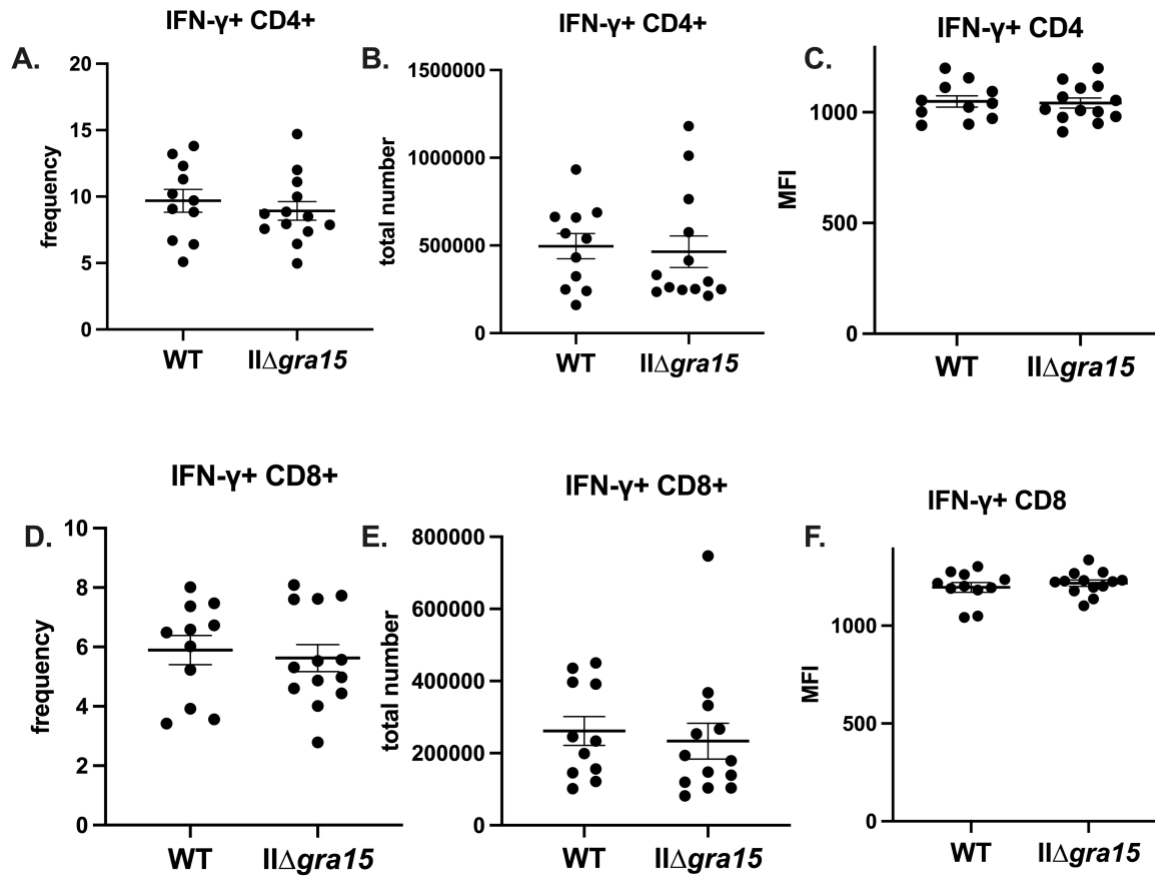 IFN-γ+ CD4+
A.
frequency
20
15
10
5
0
WT
IIΔgra15
IFN-γ+ CD4+
B.
total number
1500000
1000000
500000
0
WT
IIΔgra15
IFN-γ+ CD4
C.
MFI
1000
500
0
WT
IIΔgra15
IFN-γ+ CD8+
D.
frequency
10
8
6
4
2
0
WT
IIΔgra15
IFN-γ+ CD8+
E.
total number
800000
600000
400000
200000
0
WT
IIΔgra15
IFN-γ+ CD8
F.
MFI
1000
500
0
WT
IIΔgra15